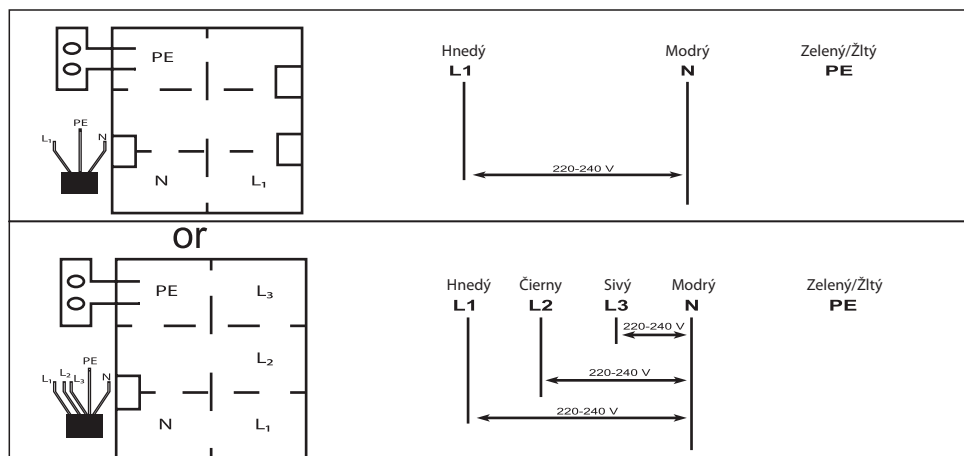 PE
L₁ PE N
N L₁
Hnedý Modrý Zelený/Žltý
L1 N PE
220-240 V
or
PE L₃
L₂
L₁ L₂ L₃ PE N
N L₁
Hnedý Čierny Sivý Modrý Zelený/Žltý
L1 L2 L3 N PE
220-240 V
220-240 V
220-240 V